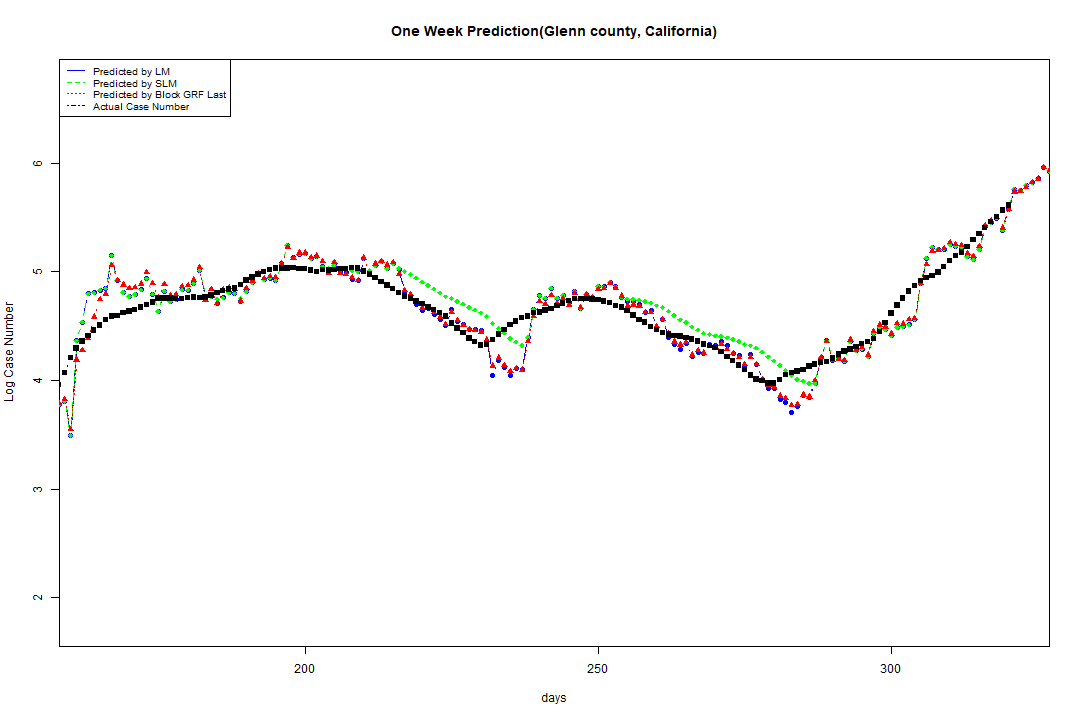 One Week Prediction(Glenn county, California)
Predicted by LM
Predicted by SLM
Predicted by Block GRF Last
Actual Case Number
Log Case Number
6
5
4
3
2
200 250 300
days